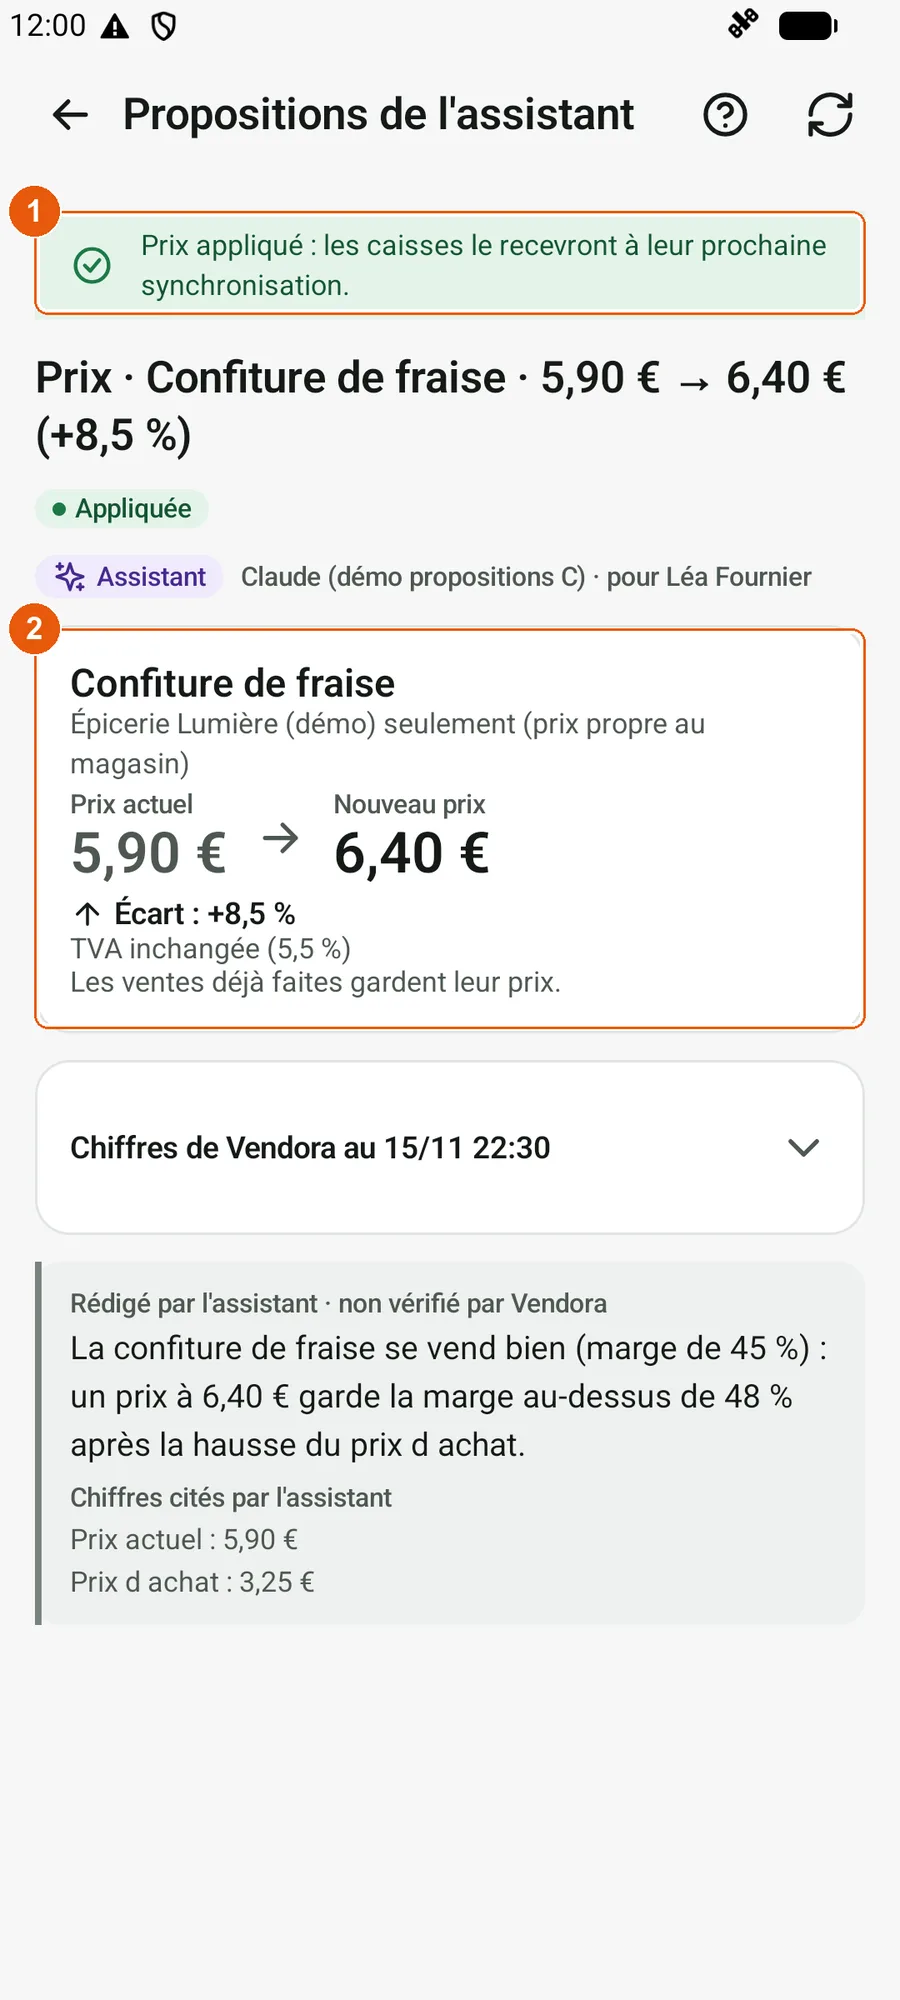 12:00
Propositions de l'assistant
1
Prix appliqué : les caisses le recevront à leur prochaine
synchronisation.
Prix · Confiture de fraise · 5,90 € → 6,40 €
(+8,5 %)
Appliquée
Assistant Claude (démo propositions C) · pour Léa Fournier
2
Confiture de fraise
Épicerie Lumière (démo) seulement (prix propre au
magasin)
Prix actuel Nouveau prix
5,90 € → 6,40 €
↑ Écart : +8,5 %
TVA inchangée (5,5 %)
Les ventes déjà faites gardent leur prix.
Chiffres de Vendora au 15/11 22:30
Rédigé par l'assistant · non vérifié par Vendora
La confiture de fraise se vend bien (marge de 45 %) :
un prix à 6,40 € garde la marge au-dessus de 48 %
après la hausse du prix d achat.
Chiffres cités par l'assistant
Prix actuel : 5,90 €
Prix d achat : 3,25 €